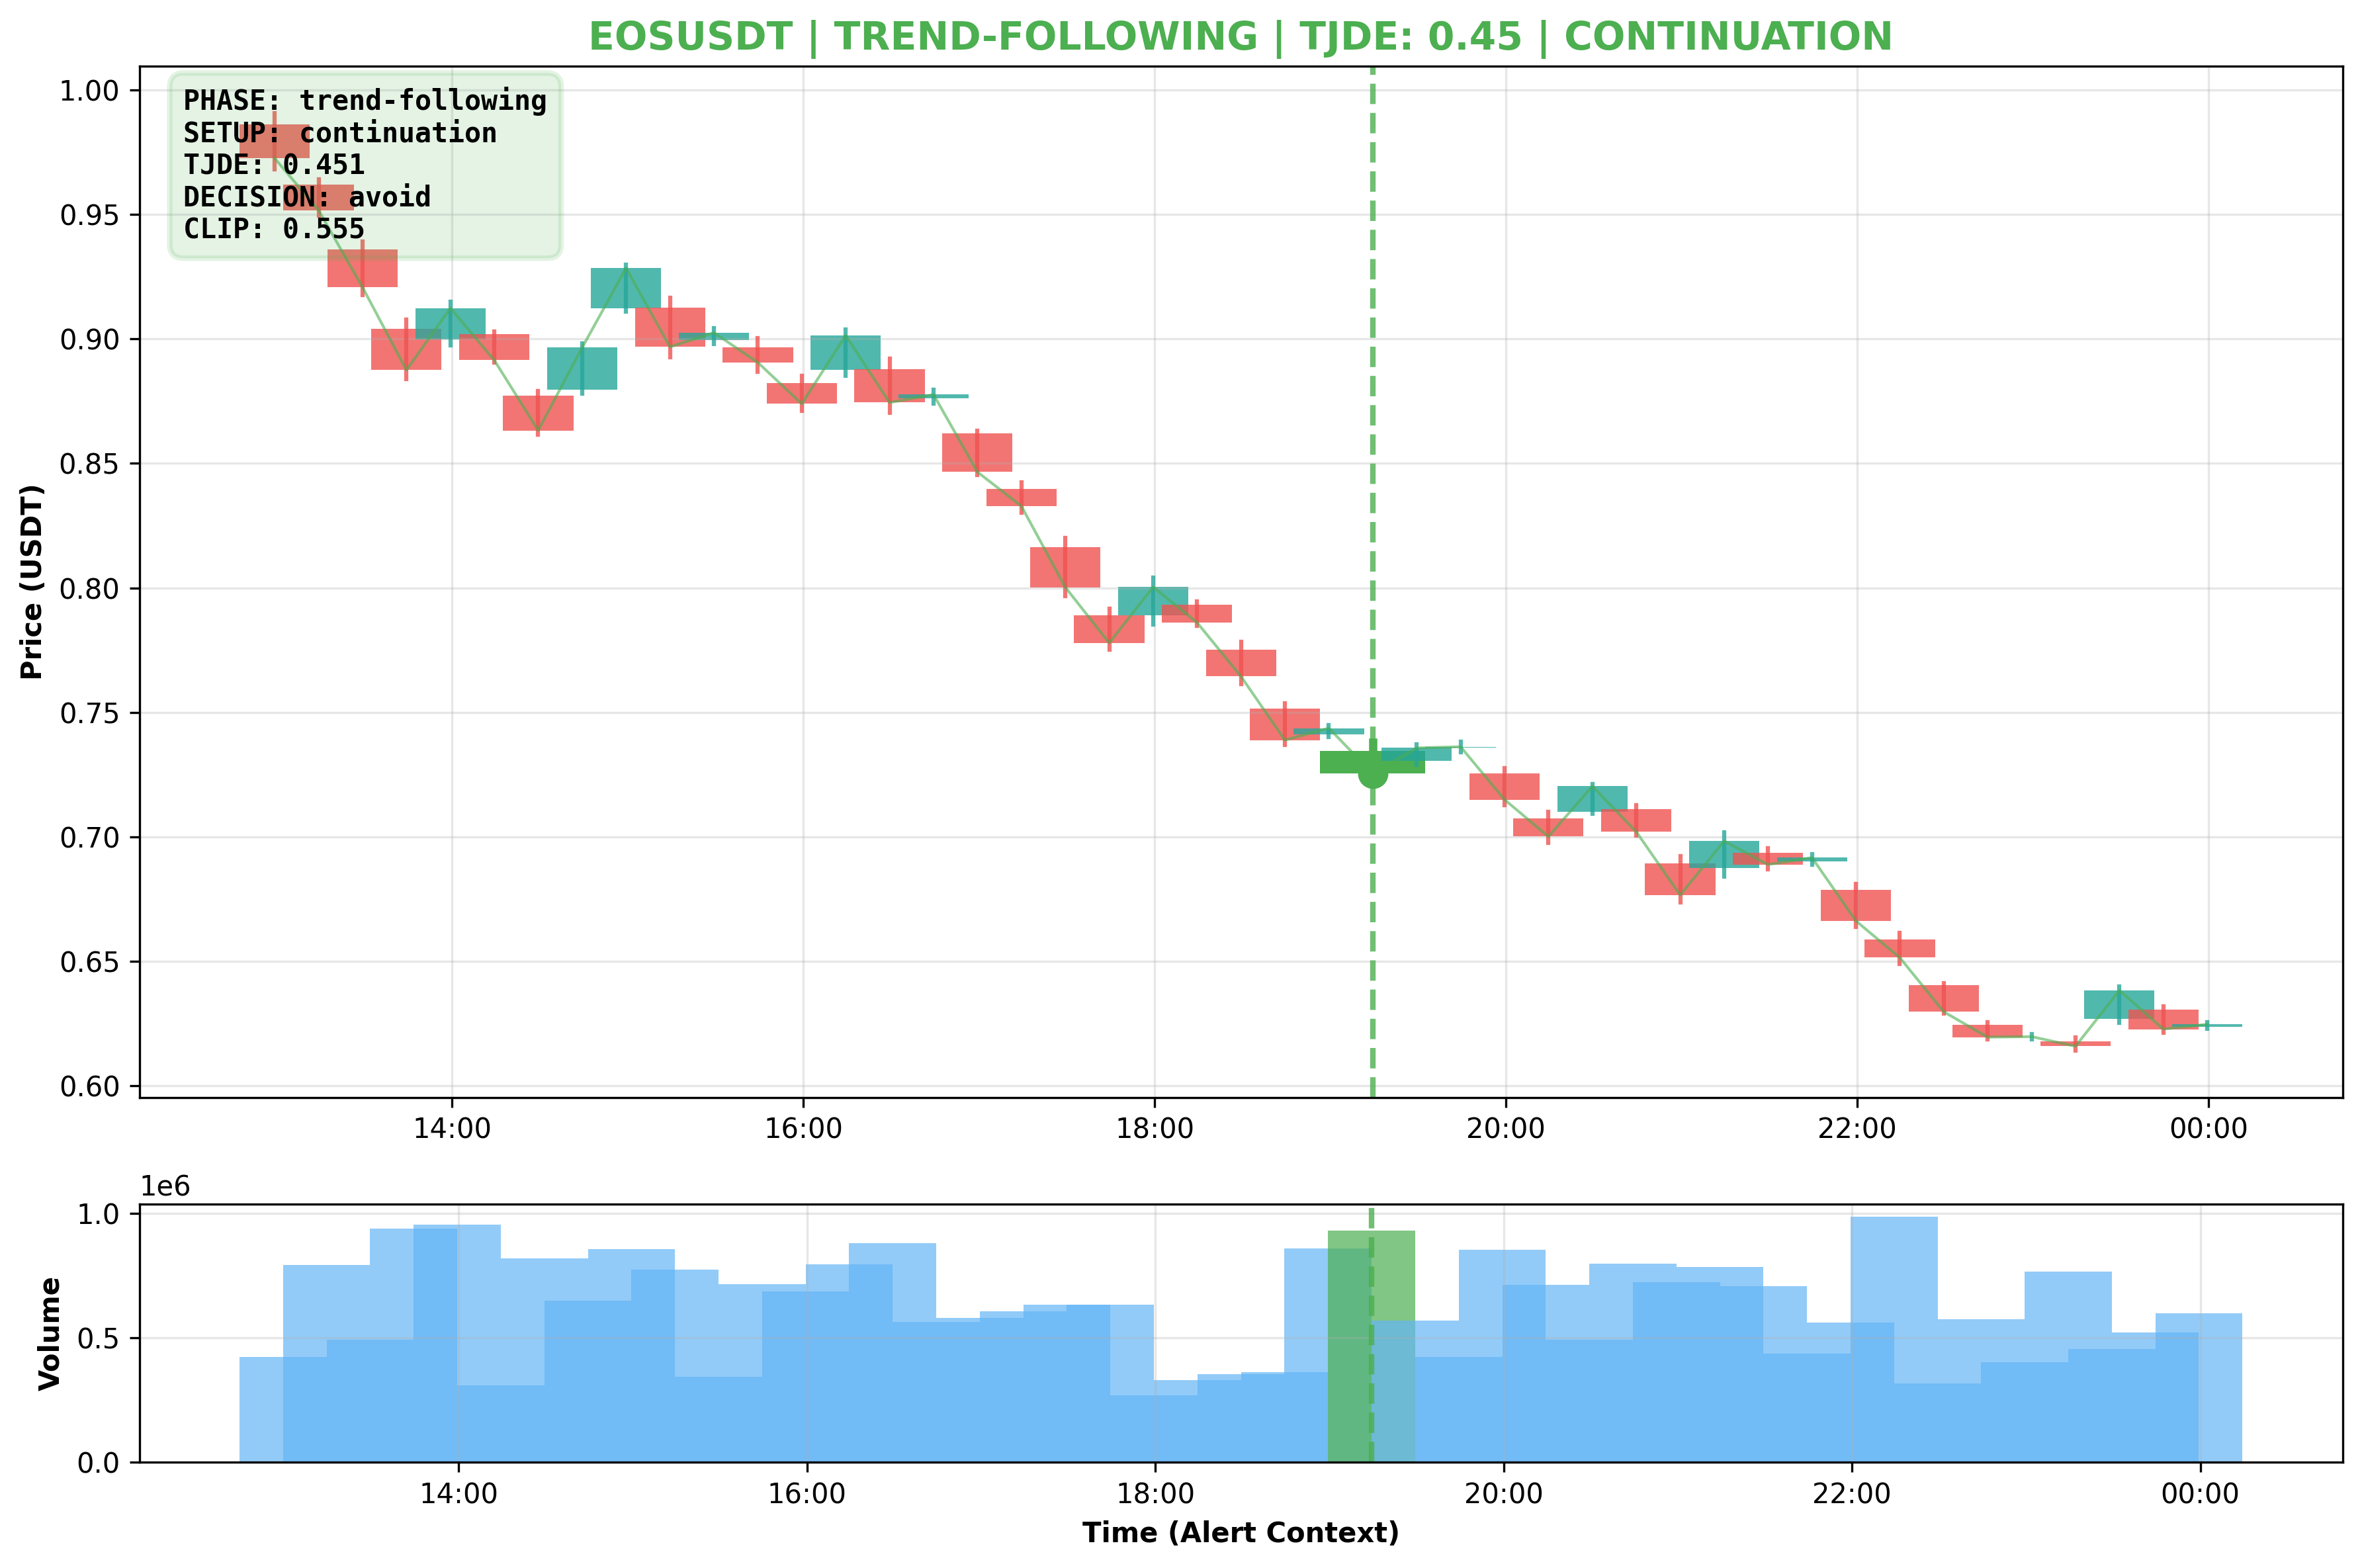 EOSUSDT | TREND-FOLLOWING | TJDE: 0.45 | CONTINUATION
PHASE: trend-following
SETUP: continuation
TJDE: 0.451
DECISION: avoid
CLIP: 0.555
Price (USDT)
1.00
0.95
0.90
0.85
0.80
0.75
0.70
0.65
0.60
14:00 16:00 18:00 20:00 22:00 00:00
1e6
Volume
1.0
0.5
0.0
14:00 16:00 18:00 20:00 22:00 00:00
Time (Alert Context)